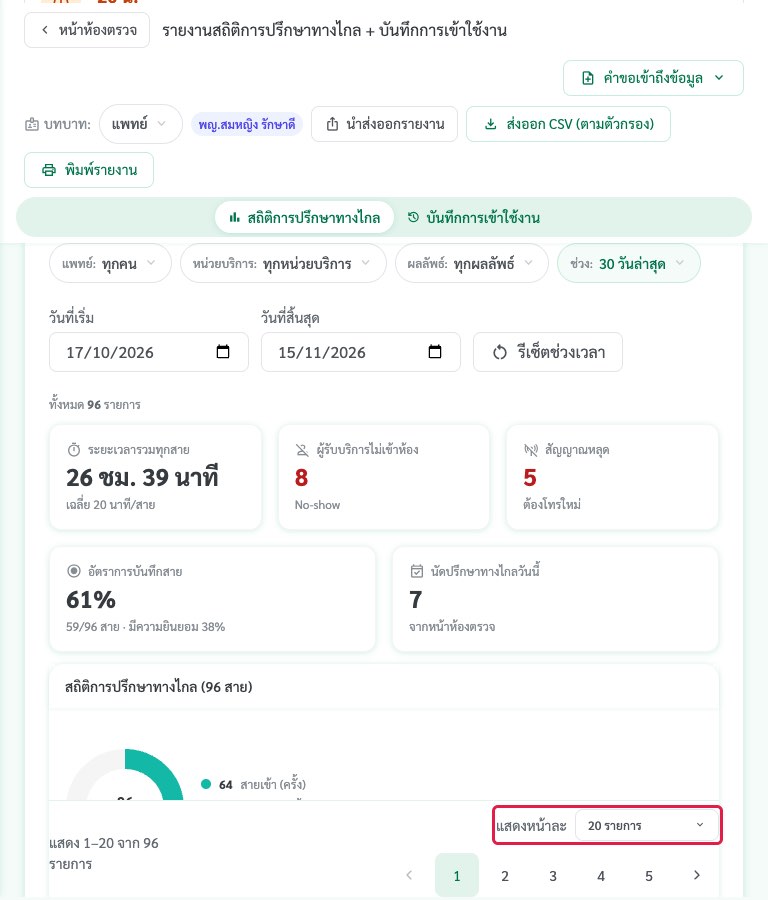 หน้าห้องตรวจ
รายงานสถิติการปรึกษาทางไกล + บันทึกการเข้าใช้งาน
คำขอเข้าถึงข้อมูล
บทบาท:
แพทย์
พญ.สมหญิง รักษาดี
นำส่งออกรายงาน
ส่งออก CSV (ตามตัวกรอง)
พิมพ์รายงาน
สถิติการปรึกษาทางไกล
บันทึกการเข้าใช้งาน
แพทย์: ทุกคน
หน่วยบริการ: ทุกหน่วยบริการ
ผลลัพธ์: ทุกผลลัพธ์
ช่วง: 30 วันล่าสุด
วันที่เริ่ม
วันที่สิ้นสุด
17/10/2026
15/11/2026
รีเซ็ตช่วงเวลา
ทั้งหมด 96 รายการ
ระยะเวลารวมทุกสาย
26 ชม. 39 นาที
เฉลี่ย 20 นาที/สาย
ผู้รับบริการไม่เข้าห้อง
8
No-show
สัญญาณหลุด
5
ต้องโทรใหม่
อัตราการบันทึกสาย
61%
59/96 สาย · มีความยินยอม 38%
นัดปรึกษาทางไกลวันนี้
7
จากหน้าห้องตรวจ
สถิติการปรึกษาทางไกล (96 สาย)
64 สายเข้า (ครั้ง)
แสดงหน้าละ
20 รายการ
แสดง 1–20 จาก 96
รายการ
1
2
3
4
5